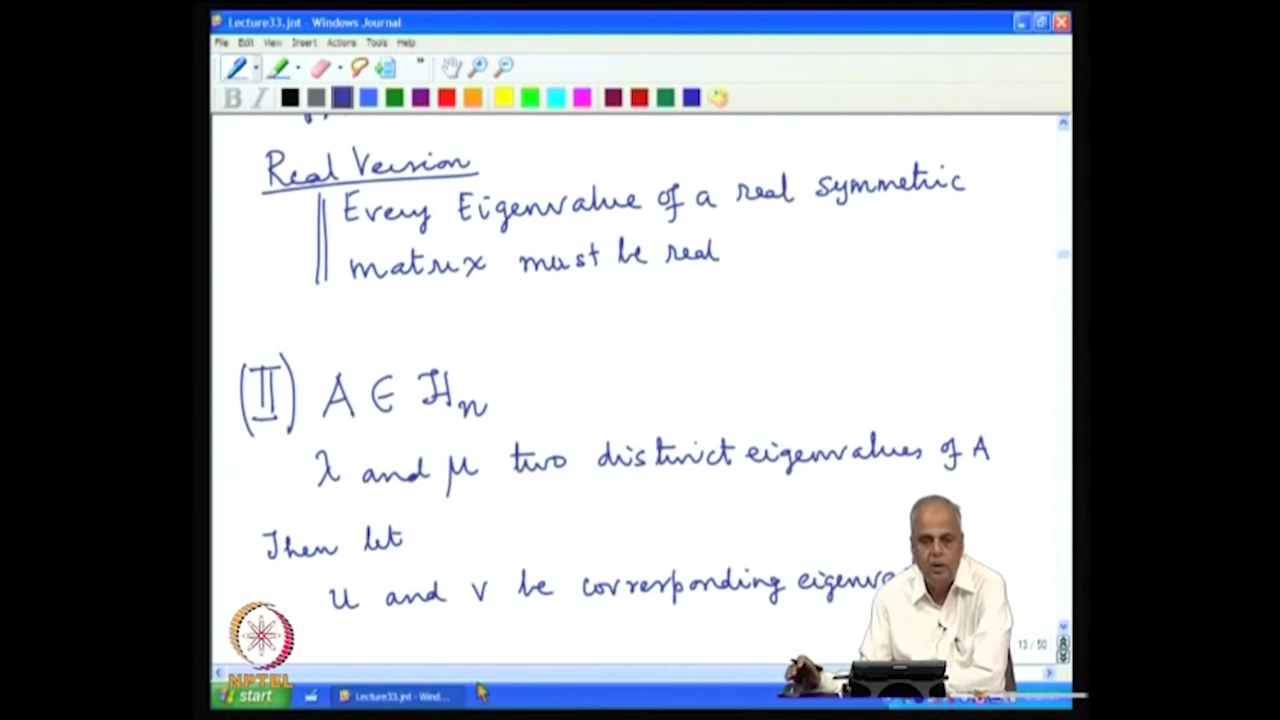 Lecture33.jnt - Windows Journal
File Edit View Insert Actions Tools Help
B I
Real Version
Every Eigenvalue of a real symmetric
matrix must be real
(II) A ∈ H_n
λ and μ two distinct eigenvalues of A
Then let
u and v be corresponding
13 / 50
NPTEL
start Lecture33.jnt - Wind...